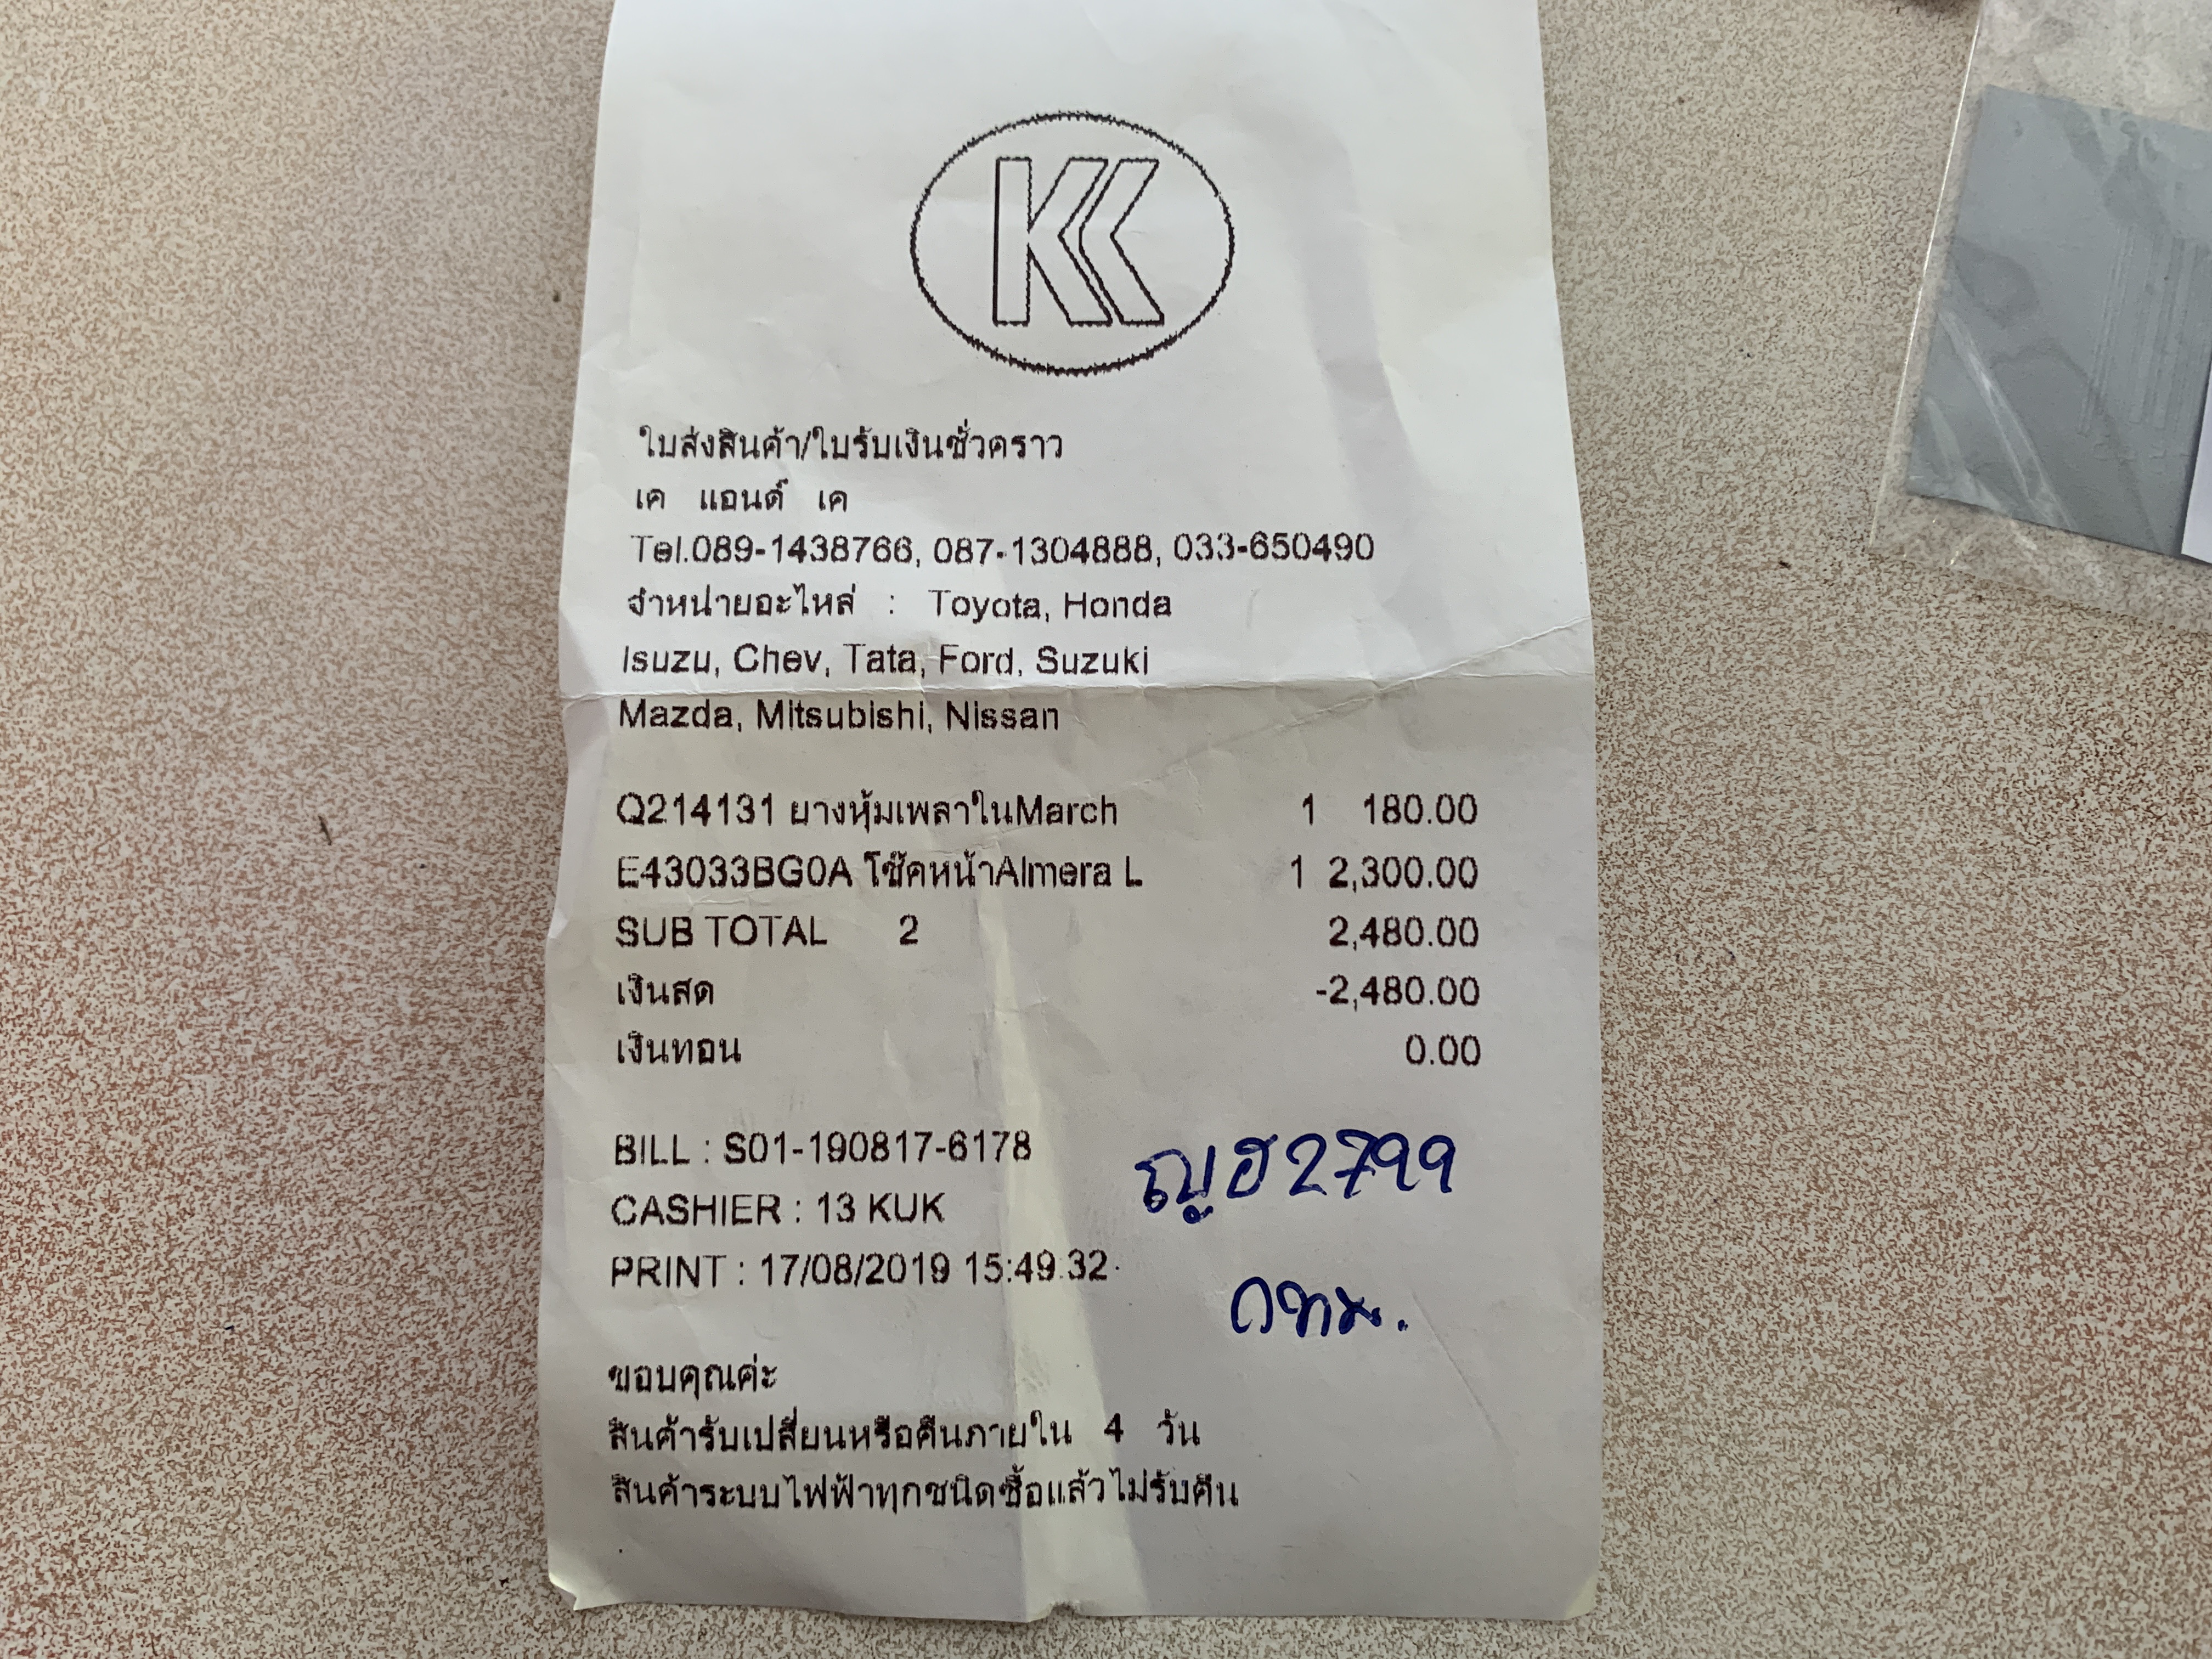 KK
ใบส่งสินค้า/ใบรับเงินชั่วคราว
เค แอนด์ เค
Tel.089-1438766, 087-1304888, 033-650490
จำหน่ายอะไหล่ : Toyota, Honda
Isuzu, Chev, Tata, Ford, Suzuki
Mazda, Mitsubishi, Nissan
Q214131 ยางหุ้มเพลาในMarch 1 180.00
E43033BG0A โช๊คหน้าAlmera L 1 2,300.00
SUB TOTAL 2 2,480.00
เงินสด -2,480.00
เงินทอน 0.00
BILL : S01-190817-6178
ญฮ2799
CASHIER : 13 KUK
PRINT : 17/08/2019 15:49:32
กทม.
ขอบคุณค่ะ
สินค้ารับเปลี่ยนหรือคืนภายใน 4 วัน
สินค้าระบบไฟฟ้าทุกชนิดซื้อแล้วไม่รับคืน